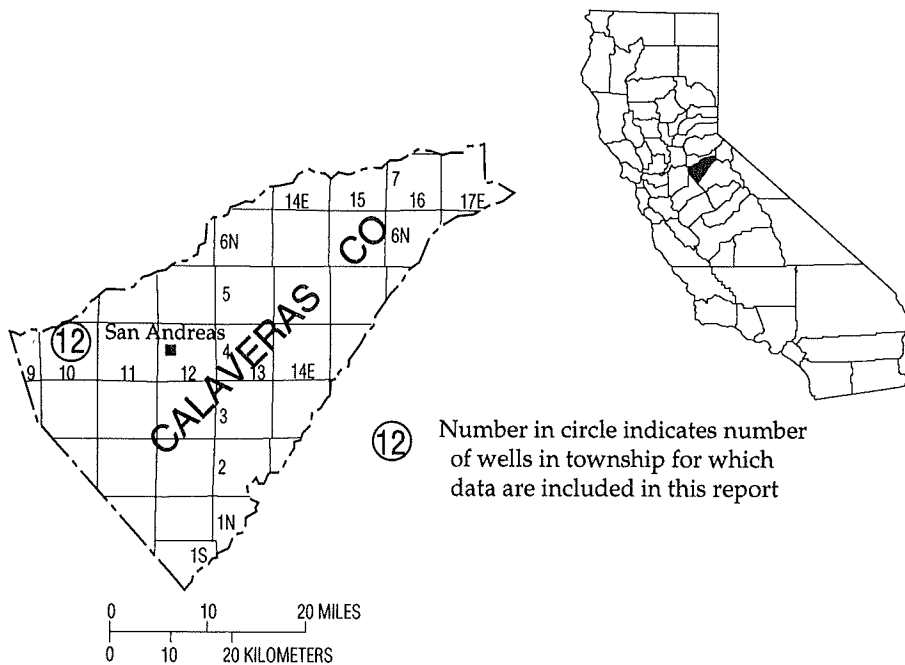 7
14E 15 16 17E
6N 6N
CALAVERAS CO
5
12 San Andreas
4
9 10 11 12 13 14E
3
12 Number in circle indicates number
of wells in township for which
data are included in this report
2
1N
1S
0 10 20 MILES
0 10 20 KILOMETERS